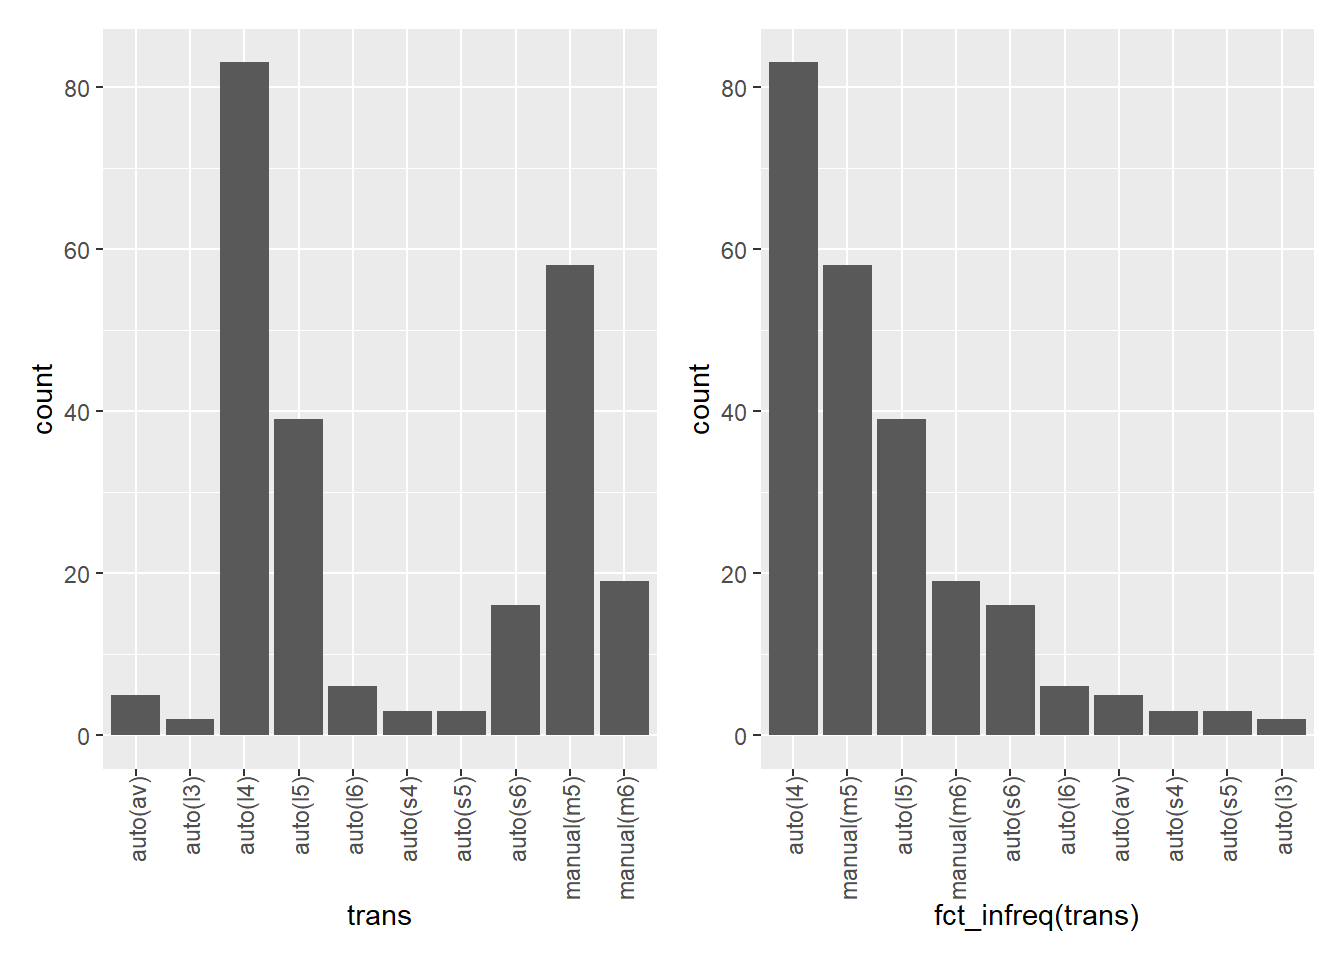 count
80
60
40
20
0
auto(av)
auto(l3)
auto(l4)
auto(l5)
auto(l6)
auto(s4)
auto(s5)
auto(s6)
manual(m5)
manual(m6)
trans
count
80
60
40
20
0
auto(l4)
manual(m5)
auto(l5)
manual(m6)
auto(s6)
auto(l6)
auto(av)
auto(s4)
auto(s5)
auto(l3)
fct_infreq(trans)